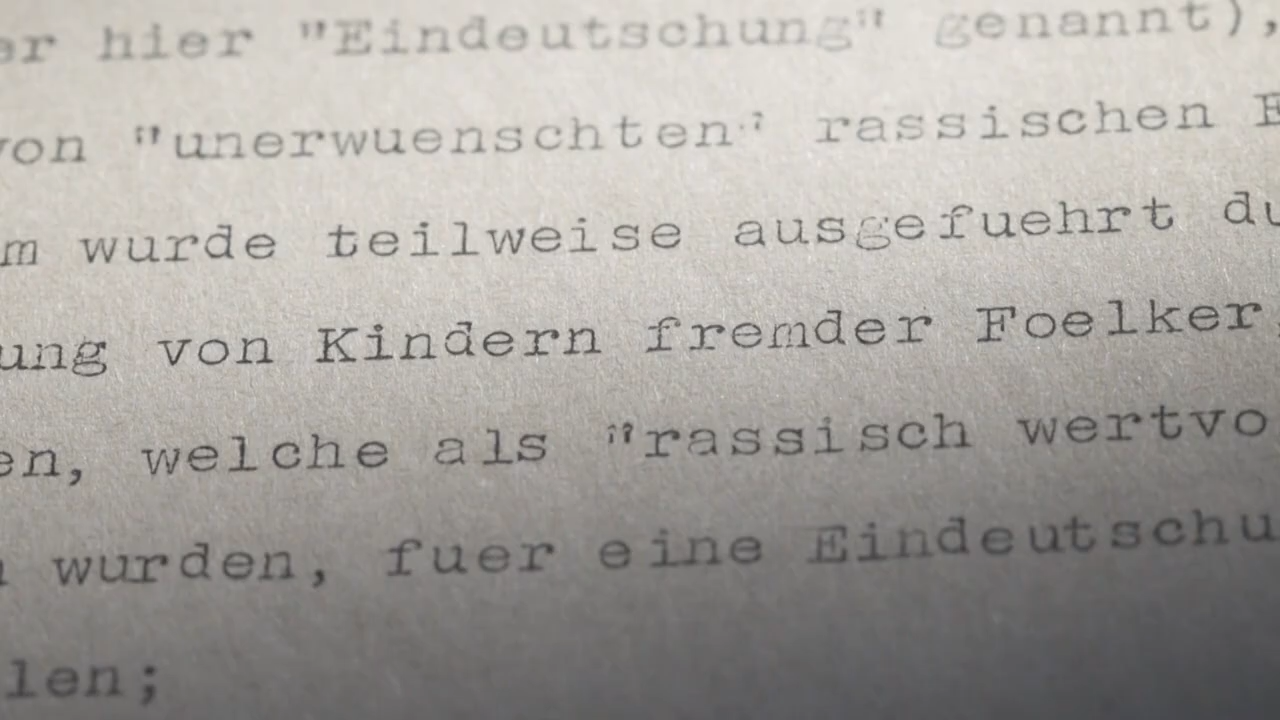 er hier "Eindeutschung" genannt),
von "unerwuenschten" rassischen E
m wurde teilweise ausgefuehrt du
ung von Kindern fremder Foelker
en, welche als "rassisch wertvo
wurden, fuer eine Eindeutschu
len;